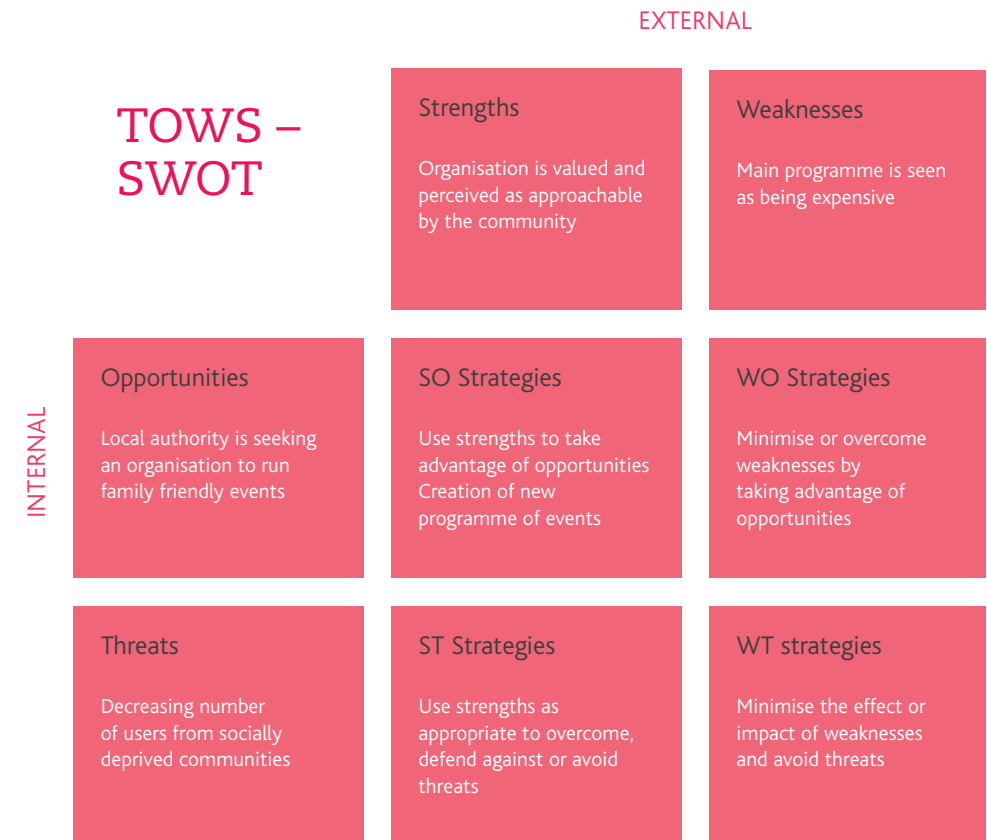 EXTERNAL
TOWS –
SWOT
Strengths
Organisation is valued and
perceived as approachable
by the community
Weaknesses
Main programme is seen
as being expensive
INTERNAL
Opportunities
Local authority is seeking
an organisation to run
family friendly events
SO Strategies
Use strengths to take
advantage of opportunities
Creation of new
programme of events
WO Strategies
Minimise or overcome
weaknesses by
taking advantage of
opportunities
Threats
Decreasing number
of users from socially
deprived communities
ST Strategies
Use strengths as
appropriate to overcome,
defend against or avoid
threats
WT strategies
Minimise the effect or
impact of weaknesses
and avoid threats